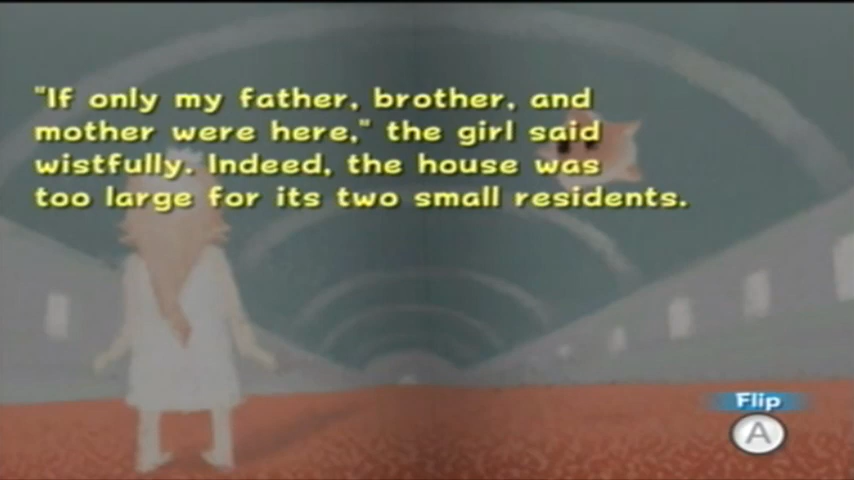 "If only my father, brother, and
mother were here," the girl said
wistfully. Indeed, the house was
too large for its two small residents.
Flip
A